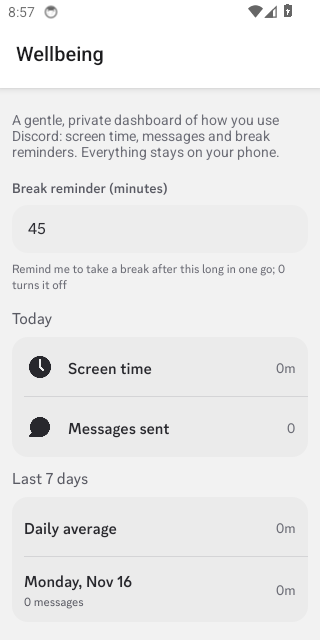 8:57
Wellbeing
A gentle, private dashboard of how you use
Discord: screen time, messages and break
reminders. Everything stays on your phone.
Break reminder (minutes)
45
Remind me to take a break after this long in one go; 0
turns it off
Today
Screen time 0m
Messages sent 0
Last 7 days
Daily average 0m
Monday, Nov 16 0m
0 messages